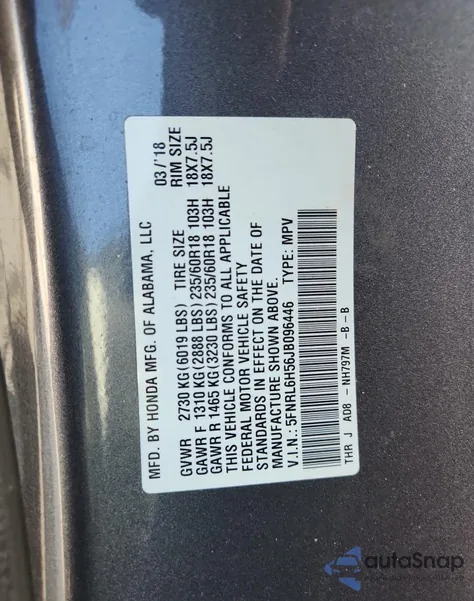 MFD. BY HONDA MFG. OF ALABAMA, LLC 03/'18
GVWR 2730 KG(6019 LBS) TIRE SIZE RIM SIZE
GAWR F 1310 KG(2888 LBS)235/60R18 103H 18X7.5J
GAWR R 1465 KG(3230 LBS)235/60R18 103H 18X7.5J
THIS VEHICLE CONFORMS TO ALL APPLICABLE
FEDERAL MOTOR VEHICLE SAFETY
STANDARDS IN EFFECT ON THE DATE OF
MANUFACTURE SHOWN ABOVE.
V.I.N.: 5FNRL6H56JB096446 TYPE: MPV
THR J A08 - NH797M -B-B
autoSnap